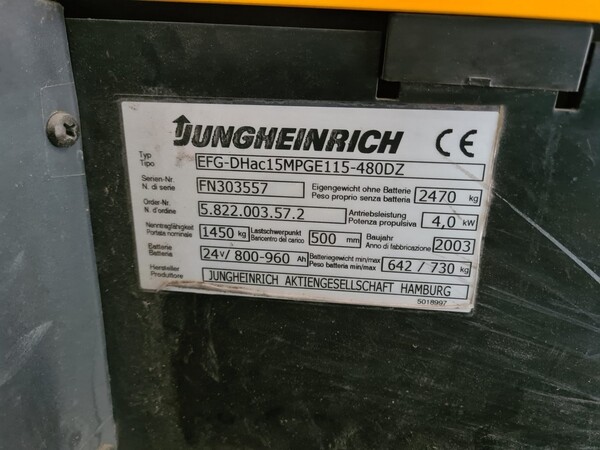 JUNGHEINRICH CE
Typ
Tipo EFG-DHac15MPGE115-480DZ
Serien-Nr.
N. di serie FN303557 Eigengewicht ohne Batterie
Peso proprio senza batteria 2470 kg
Order-Nr.
N. d'ordine 5.822.003.57.2 Antriebsleistung
Potenza propulsiva 4,0 kW
Nenntragfähigkeit
Portata nominale 1450 kg Lastschwerpunkt
Baricentro del carico 500 mm Baujahr
Anno di fabbricazione 2003
Batterie
Batteria 24 V/ 800-960 Ah Batteriegewicht min/max
Peso batteria min/max 642 / 730 kg
Hersteller
Produttore JUNGHEINRICH AKTIENGESELLSCHAFT HAMBURG
5018997